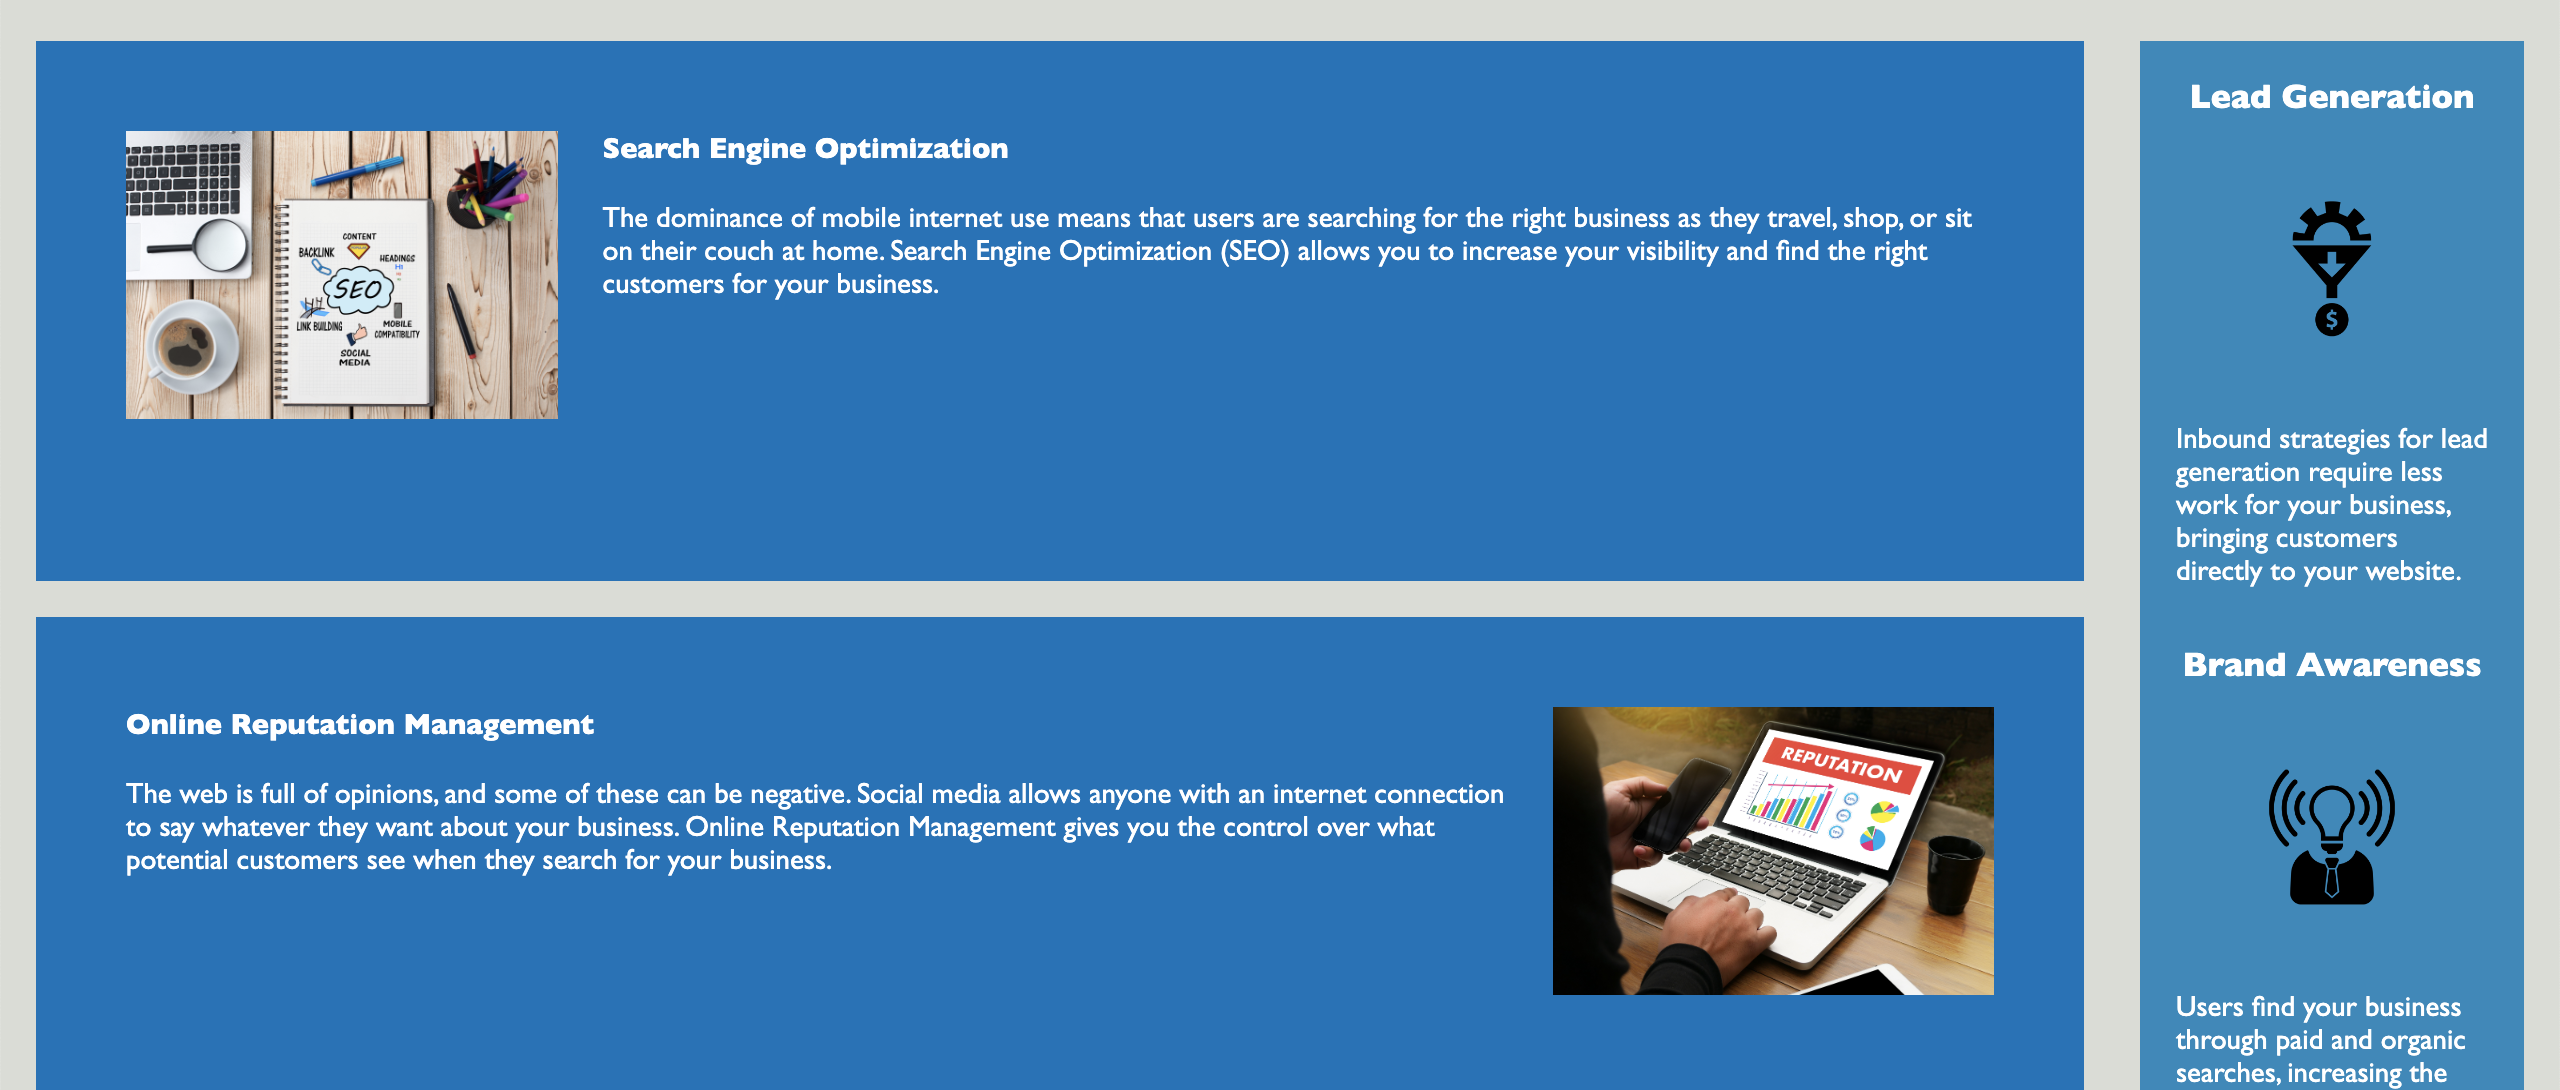 Search Engine Optimization
The dominance of mobile internet use means that users are searching for the right business as they travel, shop, or sit
on their couch at home. Search Engine Optimization (SEO) allows you to increase your visibility and find the right
customers for your business.
CONTENT
BACKLINK
HEADINGS
H1
SEO
LINK BUILDING
MOBILE
COMPATIBILITY
SOCIAL
MEDIA
Online Reputation Management
The web is full of opinions, and some of these can be negative. Social media allows anyone with an internet connection
to say whatever they want about your business. Online Reputation Management gives you the control over what
potential customers see when they search for your business.
REPUTATION
Lead Generation
$
Inbound strategies for lead
generation require less
work for your business,
bringing customers
directly to your website.
Brand Awareness
Users find your business
through paid and organic
searches, increasing the